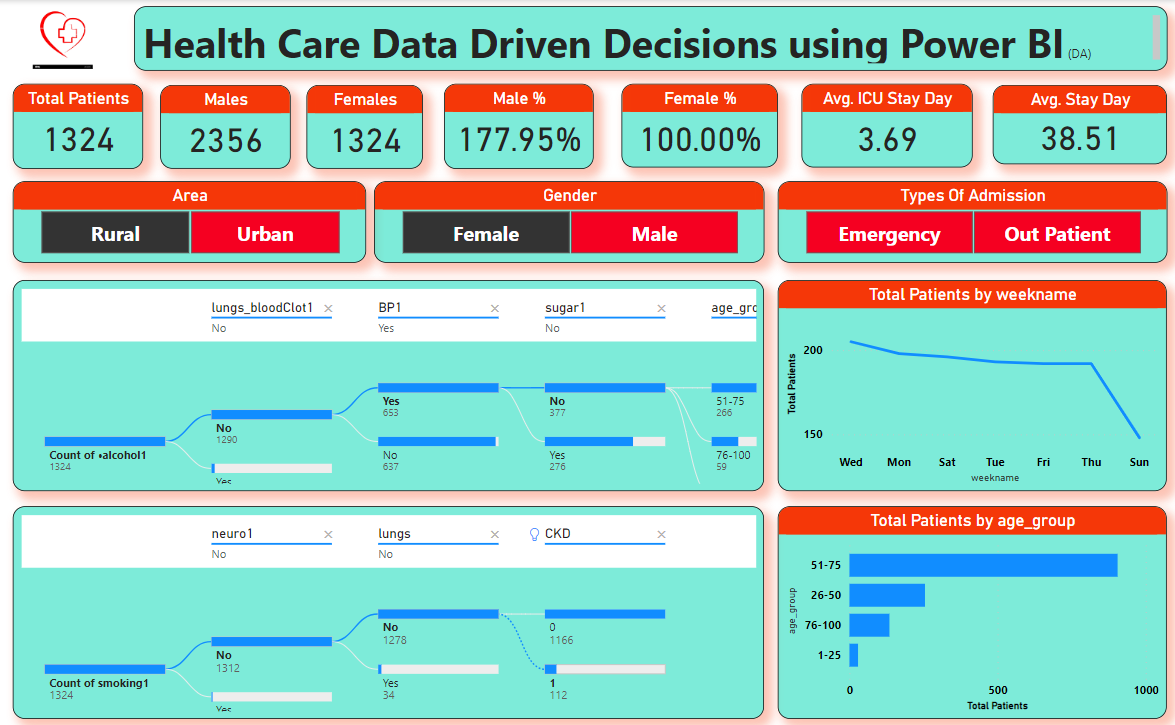 Health Care Data Driven Decisions using Power BI (DA)
Total Patients
1324
Males
2356
Females
1324
Male %
177.95%
Female %
100.00%
Avg. ICU Stay Day
3.69
Avg. Stay Day
38.51
Area
Rural
Urban
Gender
Female
Male
Types Of Admission
Emergency
Out Patient
lungs_bloodClot1
No
BP1
Yes
sugar1
No
age_gro
Count of •alcohol1
1324
No
1290
Yes
Yes
653
No
637
No
377
Yes
276
51-75
266
76-100
59
Total Patients by weekname
Total Patients
200
150
Wed Mon Sat Tue Fri Thu Sun
weekname
neuro1
No
lungs
No
CKD
Count of smoking1
1324
No
1312
Yes
No
1278
Yes
34
0
1166
1
112
Total Patients by age_group
age_group
51-75
26-50
76-100
1-25
0 500 1000
Total Patients